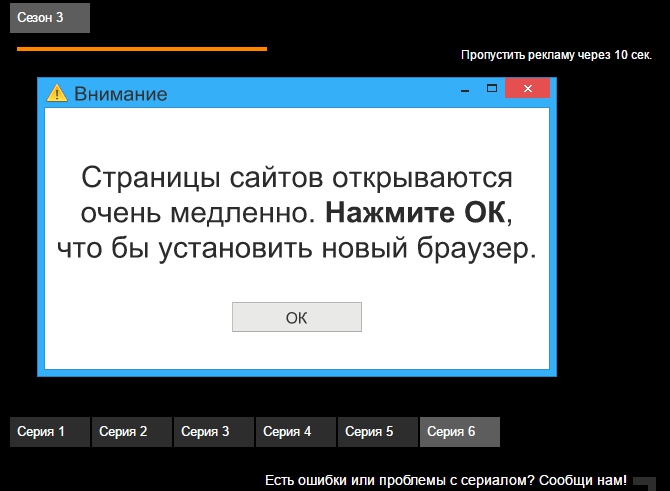 Сезон 3
Пропустить рекламу через 10 сек.
Внимание
Страницы сайтов открываются
очень медленно. Нажмите ОК,
что бы установить новый браузер.
ОК
Серия 1 Серия 2 Серия 3 Серия 4 Серия 5 Серия 6
Есть ошибки или проблемы с сериалом? Сообщи нам!